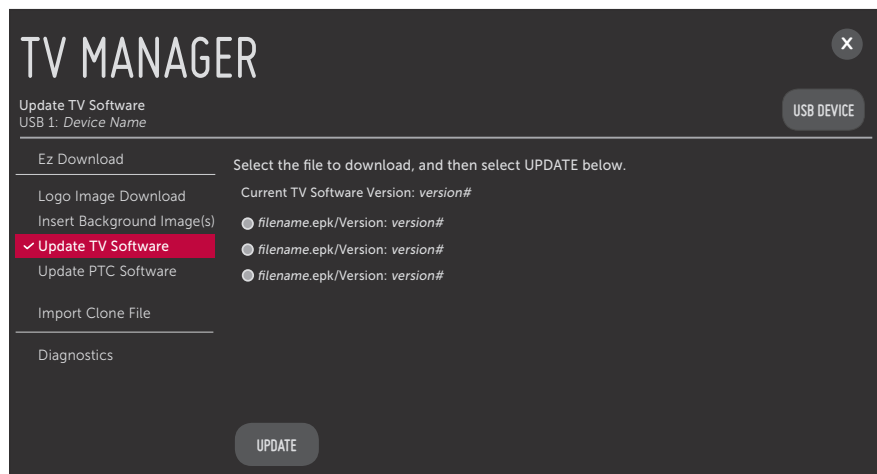 TV MANAGER
X
Update TV Software
USB 1: Device Name
USB DEVICE
Ez Download
Logo Image Download
Insert Background Image(s)
Update TV Software
Update PTC Software
Import Clone File
Diagnostics
Select the file to download, and then select UPDATE below.
Current TV Software Version: version#
filename.epk/Version: version#
filename.epk/Version: version#
filename.epk/Version: version#
UPDATE